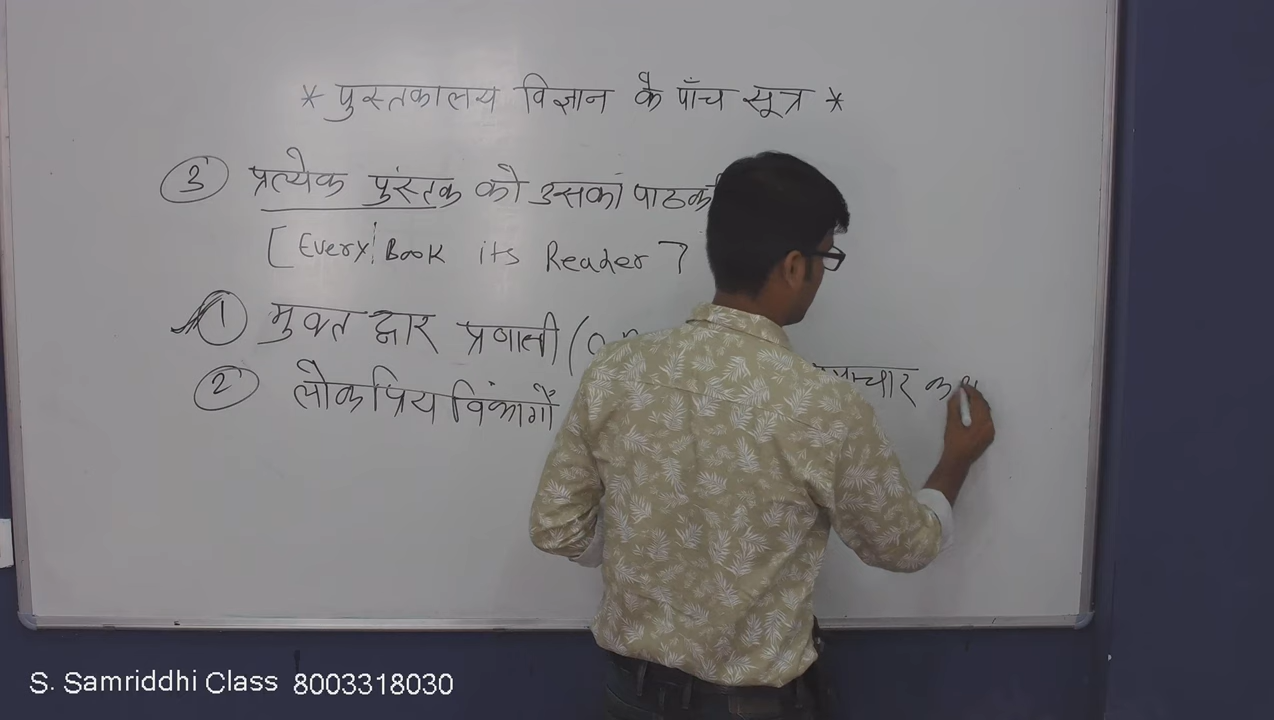 * पुस्तकालय विज्ञान के पाँच सूत्र *
3 प्रत्येक पुस्तक को उसका पाठक
[Every Book its Reader]
1 मुक्त द्वार प्रणाली (
2 लोकप्रिय विभागों
S. Samriddhi Class 8003318030